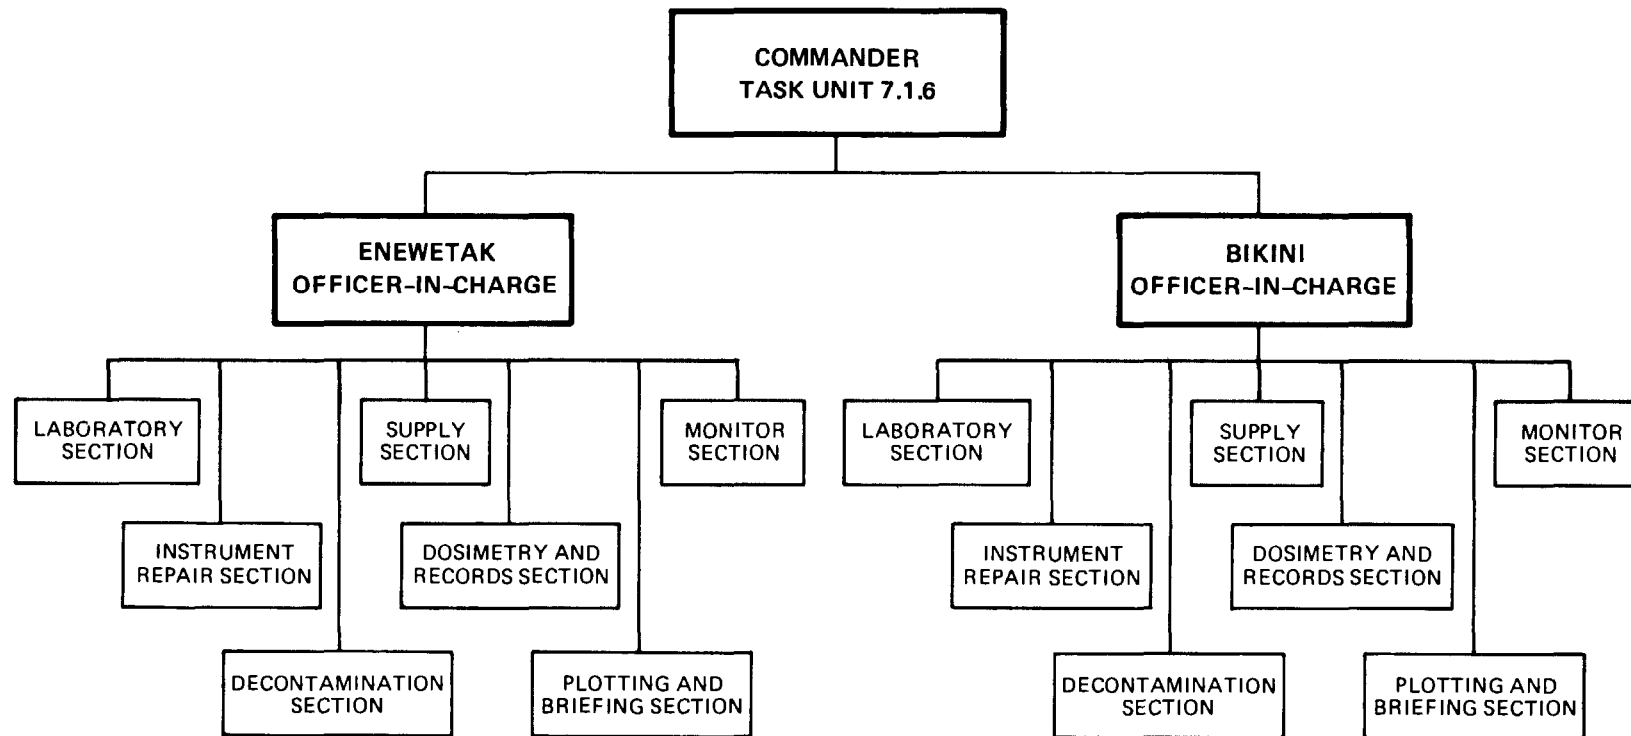 COMMANDER
TASK UNIT 7.1.6
ENEWETAK
OFFICER-IN-CHARGE
BIKINI
OFFICER-IN-CHARGE
LABORATORY
SECTION
SUPPLY
SECTION
MONITOR
SECTION
LABORATORY
SECTION
SUPPLY
SECTION
MONITOR
SECTION
INSTRUMENT
REPAIR SECTION
DOSIMETRY AND
RECORDS SECTION
INSTRUMENT
REPAIR SECTION
DOSIMETRY AND
RECORDS SECTION
DECONTAMINATION
SECTION
PLOTTING AND
BRIEFING SECTION
DECONTAMINATION
SECTION
PLOTTING AND
BRIEFING SECTION